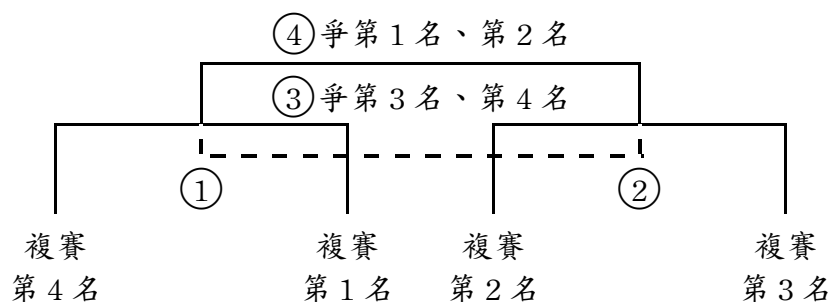 ④爭第1名、第2名
③爭第3名、第4名
①
②
複賽
第4名
複賽
第1名
複賽
第2名
複賽
第3名